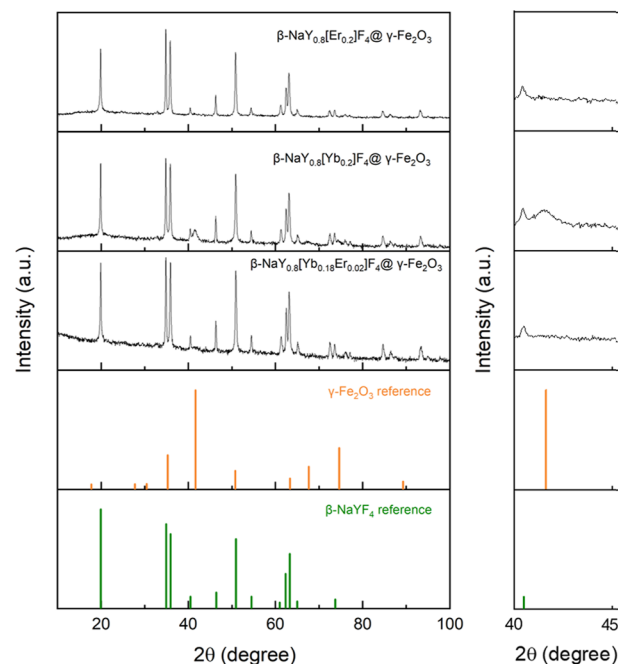 β-NaY₀.₈[Er₀.₂]F₄@ γ-Fe₂O₃
β-NaY₀.₈[Yb₀.₂]F₄@ γ-Fe₂O₃
β-NaY₀.₈[Yb₀.₁₈Er₀.₀₂]F₄@ γ-Fe₂O₃
γ-Fe₂O₃ reference
β-NaYF₄ reference
Intensity (a.u.)
20 40 60 80 100
2θ (degree)
Intensity (a.u.)
40 45
2θ (degree)